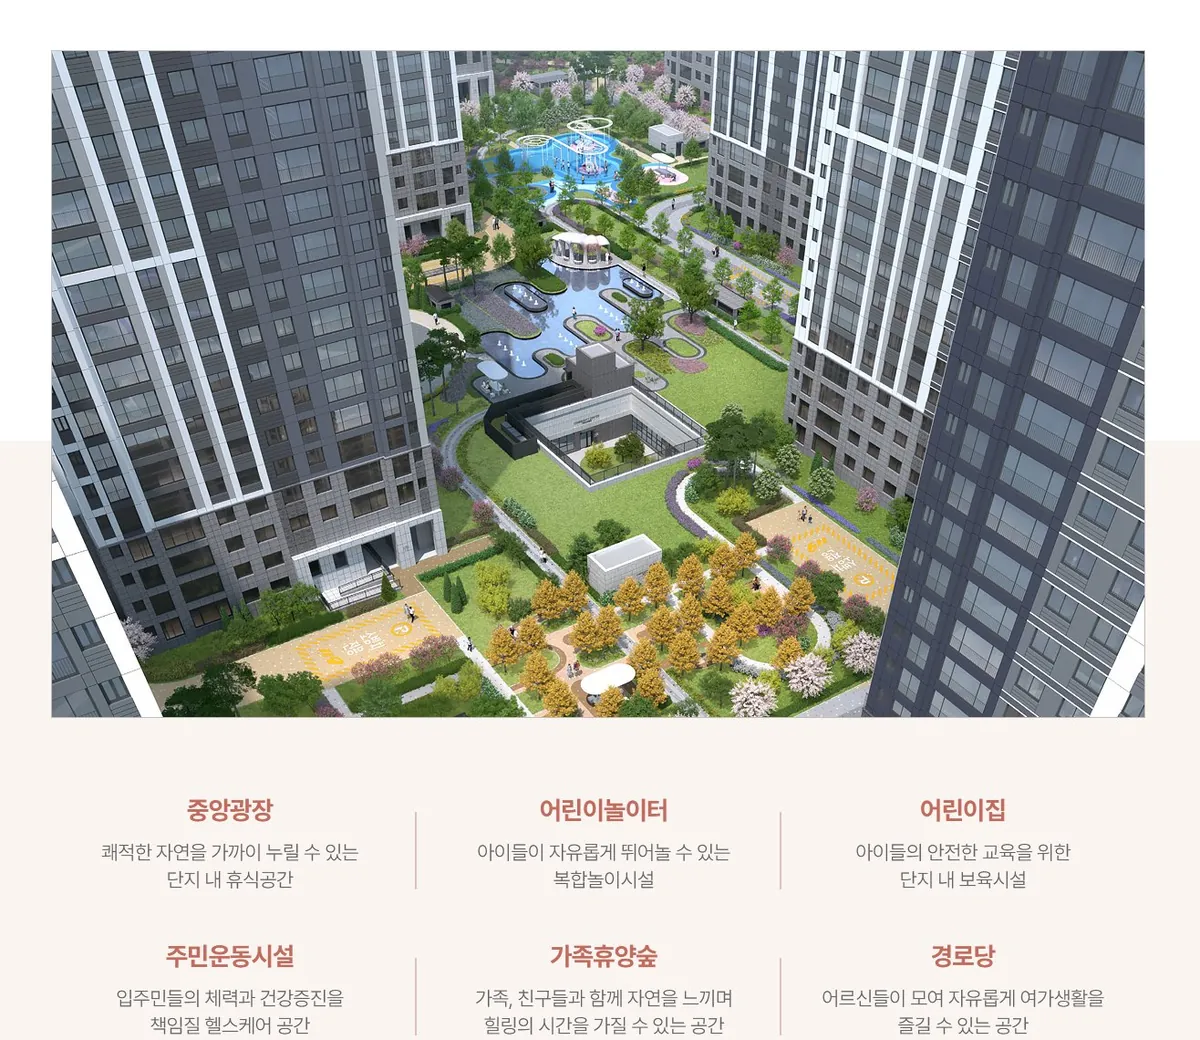 중앙광장
쾌적한 자연을 가까이 누릴 수 있는
단지 내 휴식공간
어린이놀이터
아이들이 자유롭게 뛰어놀 수 있는
복합놀이시설
어린이집
아이들의 안전한 교육을 위한
단지 내 보육시설
주민운동시설
입주민들의 체력과 건강증진을
책임질 헬스케어 공간
가족휴양숲
가족, 친구들과 함께 자연을 느끼며
힐링의 시간을 가질 수 있는 공간
경로당
어르신들이 모여 자유롭게 여가생활을
즐길 수 있는 공간